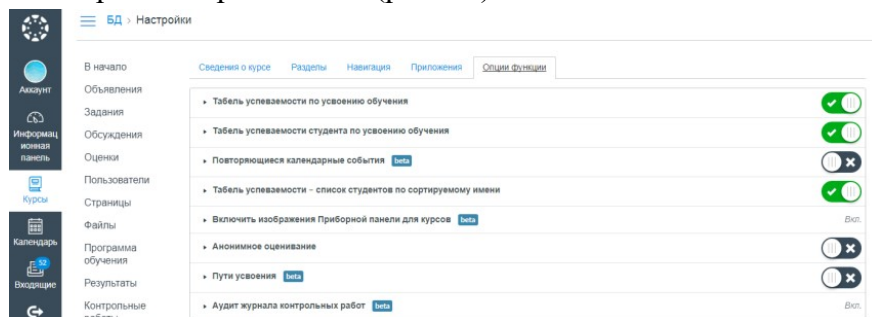 БД > Настройки
Аккаунт
Информац
ионная
панель
Курсы
Календарь
52
Входящие
В начало
Объявления
Задания
Обсуждения
Оценки
Пользователи
Страницы
Файлы
Программа
обучения
Результаты
Контрольные
Сведения о курсе Разделы Навигация Приложения Опции функции
Табель успеваемости по усвоению обучения
Табель успеваемости студента по усвоению обучения
Повторяющиеся календарные события beta
Табель успеваемости – список студентов по сортируемому имени
Включить изображения Приборной панели для курсов beta Вкл.
Анонимное оценивание
Пути усвоения beta
Аудит журнала контрольных работ beta Вкл.